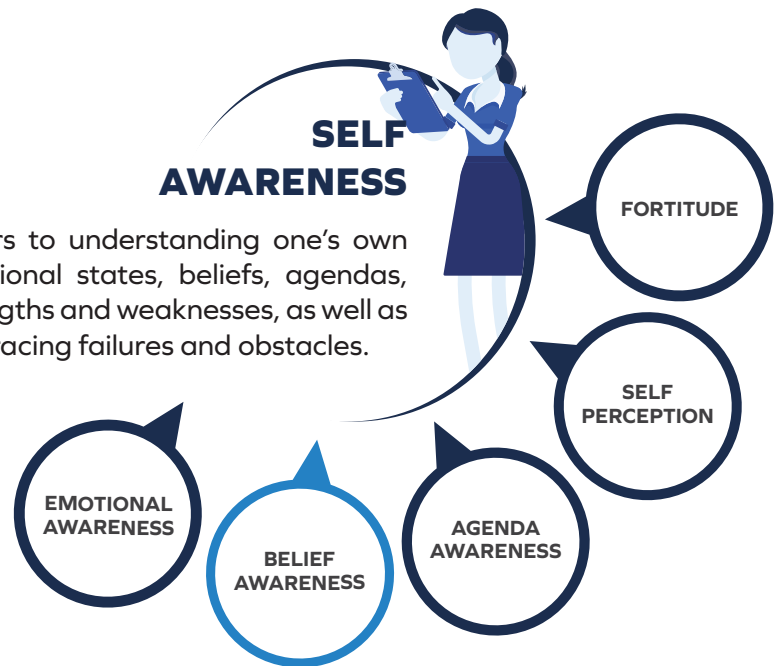 SELF
AWARENESS
rs to understanding one's own
ional states, beliefs, agendas,
gths and weaknesses, as well as
racing failures and obstacles.
FORTITUDE
SELF
PERCEPTION
AGENDA
AWARENESS
BELIEF
AWARENESS
EMOTIONAL
AWARENESS